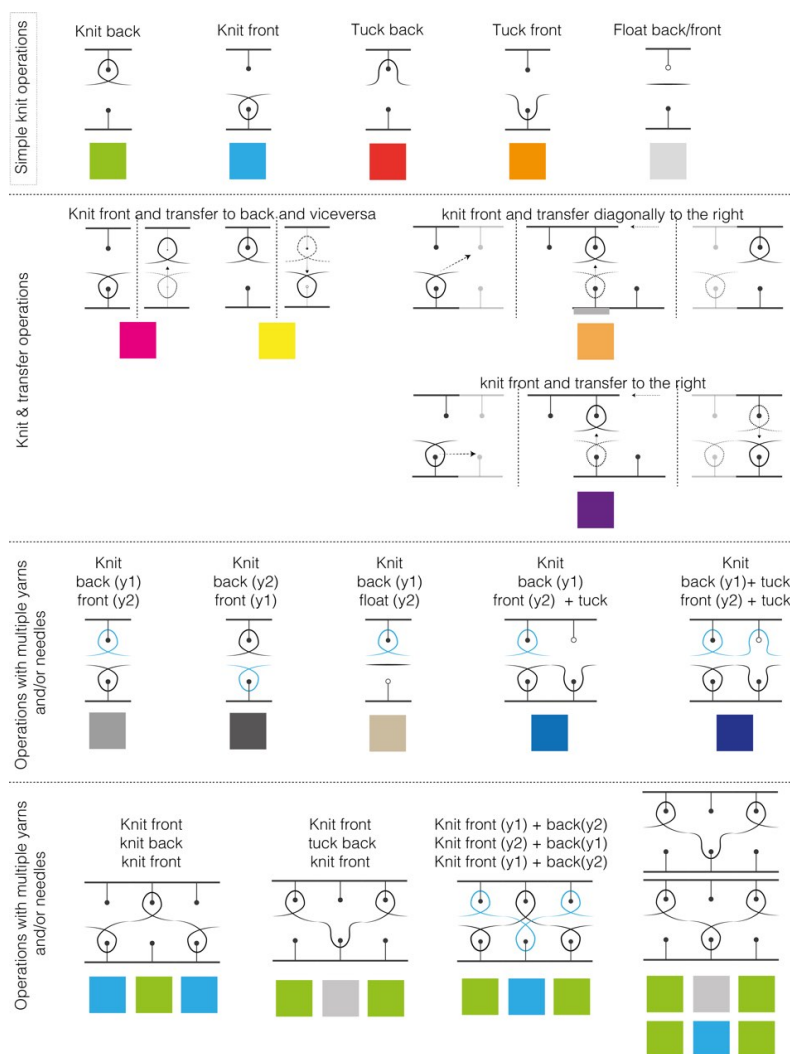 Simple knit operations
Knit back
Knit front
Tuck back
Tuck front
Float back/front
Knit & transfer operations
Knit front and transfer to back and viceversa
knit front and transfer diagonally to the right
knit front and transfer to the right
Operations with multiple yarns
and/or needles
Knit
back (y1)
front (y2)
Knit
back (y2)
front (y1)
Knit
back (y1)
float (y2)
Knit
back (y1)
front (y2) + tuck
Knit
back (y1)+ tuck
front (y2) + tuck
Operations with multiple yarns
and/or needles
Knit front
knit back
knit front
Knit front
tuck back
knit front
Knit front (y1) + back(y2)
Knit front (y2) + back(y1)
Knit front (y1) + back(y2)